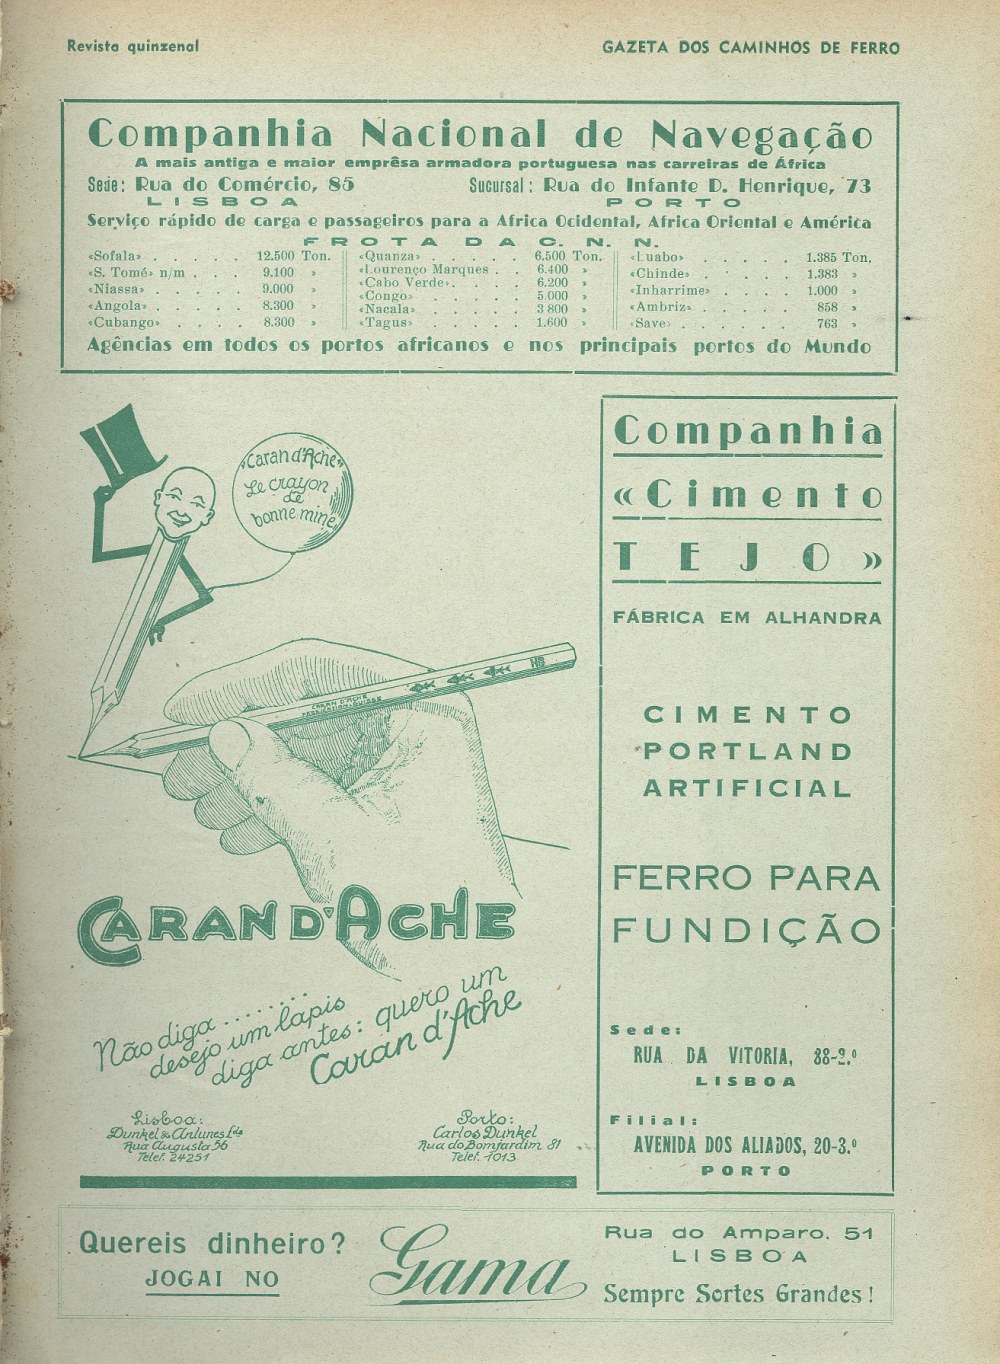 Revista quinzenal
GAZETA DOS CAMINHOS DE FERRO
Companhia Nacional de Navegação
A mais antiga e maior emprêsa armadora portuguesa nas carreiras de África
Sede: Rua do Comércio, 85
LISBOA
Sucursal: Rua do Infante D. Henrique, 73
PORTO
Serviço rápido de carga e passageiros para a Africa Ocidental, Africa Oriental e América
FROTA DA C. N. N.
«Sofala» . . . . . 12.500 Ton.
«S. Tomé» n/m . . . 9.100 »
«Niassa» . . . . . 9.000 »
«Angola» . . . . . 8.300 »
«Cubango» . . . . 8.300 »
«Quanza» . . . . . 6.500 Ton.
«Lourenço Marques . 6.400 »
«Cabo Verde» . . . . 6.200 »
«Congo» . . . . . 5.000 »
«Nacala» . . . . . 3 800 »
«Tagus» . . . . . 1.600 »
«Luabo» . . . . . 1.385 Ton.
«Chinde» . . . . . 1.383 »
«Inharrime» . . . . 1.000 »
«Ambriz» . . . . . 858 »
«Save» . . . . . . 763 »
Agências em todos os portos africanos e nos principais portos do Mundo
"Caran d'Ache"
Le crayon
de
bonne mine
CARAN D'ACHE
HB
CARAN D'ACHE
Não diga ........
desejo um lápis
diga antes: quero um
Caran d'Ache
Lisboa:
Dunkel & Antunes Lda
Rua Augusta 56
Telef. 24251
Porto:
Carlos Dunkel
Rua do Bomjardim 81
Telef. 1013
Companhia
«Cimento
TEJO»
FÁBRICA EM ALHANDRA
CIMENTO
PORTLAND
ARTIFICIAL
FERRO PARA
FUNDIÇÃO
Sede:
RUA DA VITORIA, 88-2.º
LISBOA
Filial:
AVENIDA DOS ALIADOS, 20-3.º
PORTO
Quereis dinheiro?
JOGAI NO
Gama
Rua do Amparo, 51
LISBOA
Sempre Sortes Grandes!